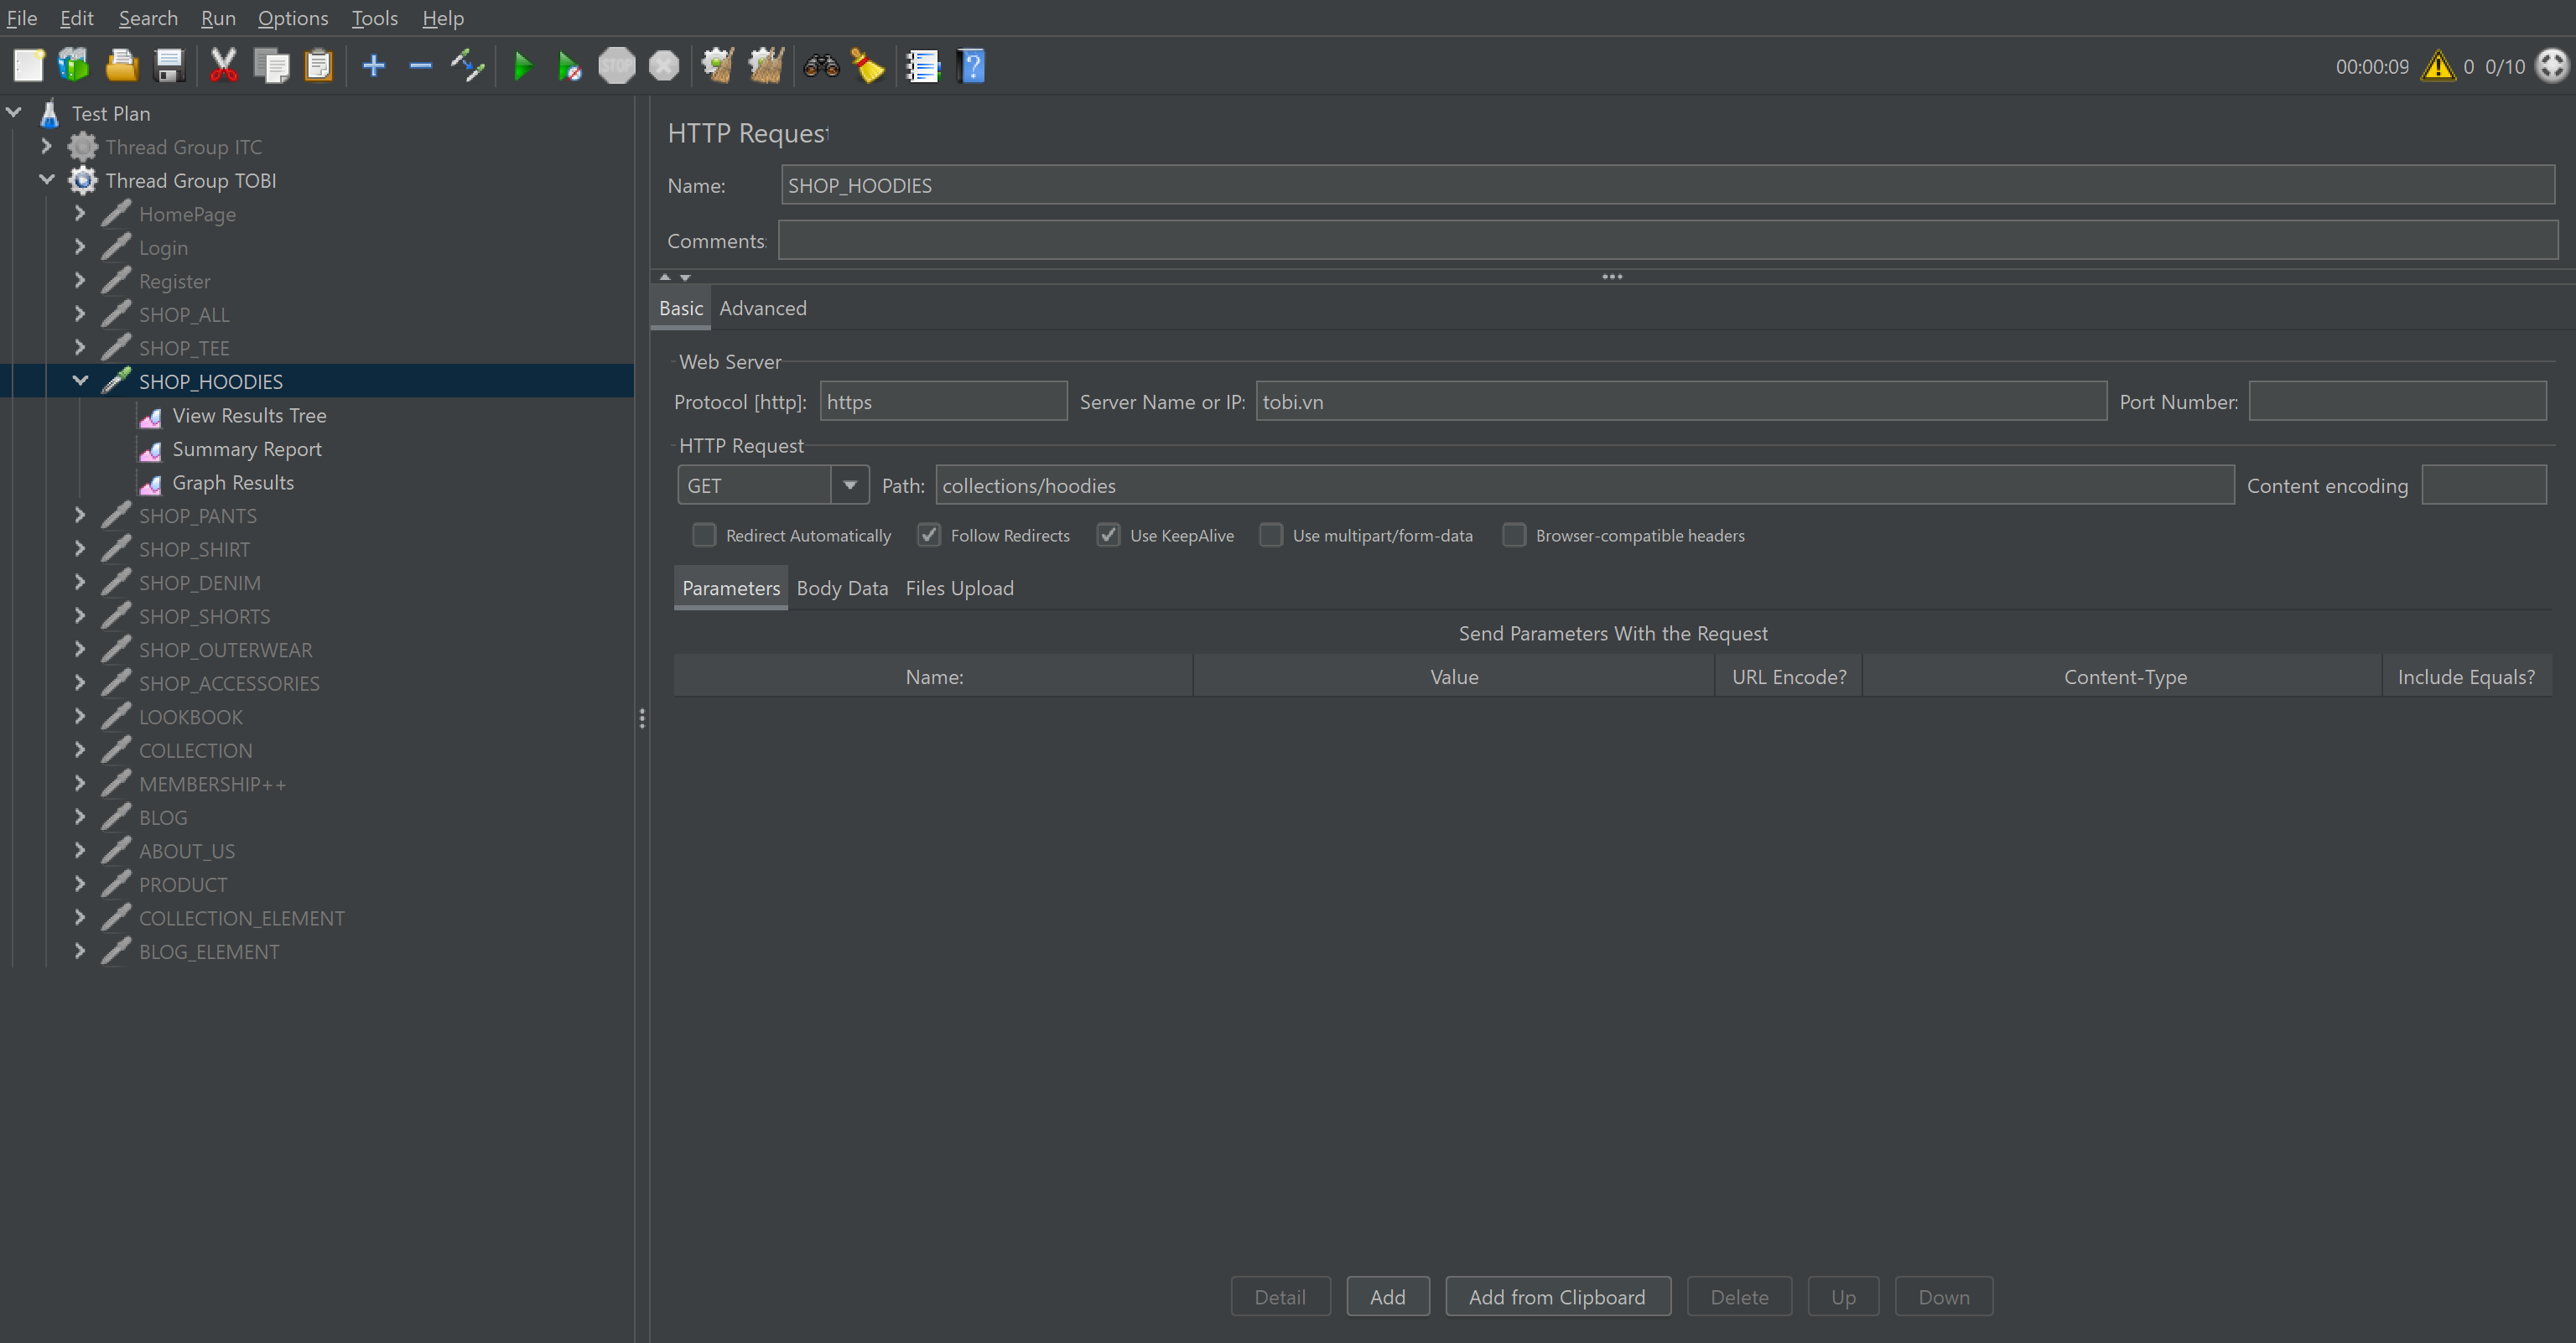 File Edit Search Run Options Tools Help
STOP
00:00:09 0 0/10
Test Plan
Thread Group ITC
Thread Group TOBI
HomePage
Login
Register
SHOP_ALL
SHOP_TEE
SHOP_HOODIES
View Results Tree
Summary Report
Graph Results
SHOP_PANTS
SHOP_SHIRT
SHOP_DENIM
SHOP_SHORTS
SHOP_OUTERWEAR
SHOP_ACCESSORIES
LOOKBOOK
COLLECTION
MEMBERSHIP++
BLOG
ABOUT_US
PRODUCT
COLLECTION_ELEMENT
BLOG_ELEMENT
HTTP Request
Name: SHOP_HOODIES
Comments:
Basic Advanced
Web Server
Protocol [http]: https Server Name or IP: tobi.vn Port Number:
HTTP Request
GET Path: collections/hoodies Content encoding
Redirect Automatically Follow Redirects Use KeepAlive Use multipart/form-data Browser-compatible headers
Parameters Body Data Files Upload
Send Parameters With the Request
Name: Value URL Encode? Content-Type Include Equals?
Detail Add Add from Clipboard Delete Up Down